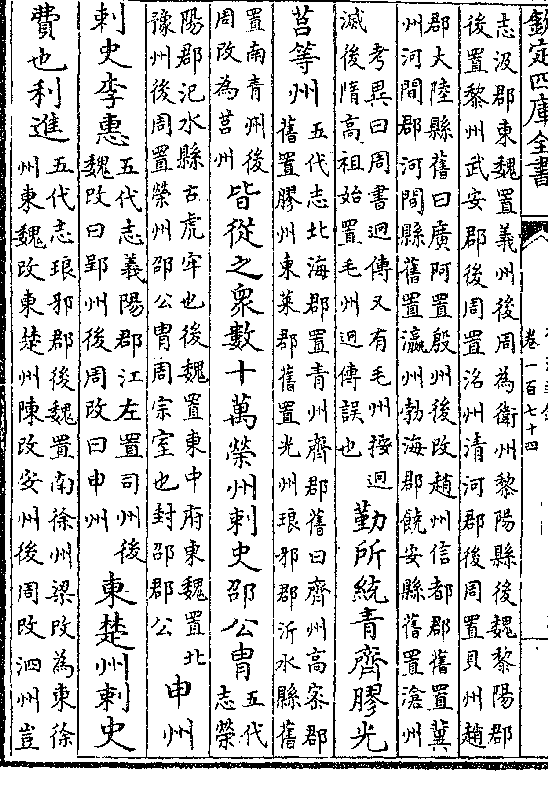 欽定四庫全書
卷一百七十四
志汲郡東魏置義州後周為衛州黎陽縣後魏黎陽郡
後置黎州武安郡後周置洺州清河郡後周置貝州趙
郡大陸縣舊曰廣阿置殷州後改趙州信都郡舊置冀
州河間郡河間縣舊置瀛州勃海郡饒安縣舊置滄州
考異曰周書迥傳又有毛州按迥
滅後隋高祖始置毛州迥傳誤也
勤所統青齊膠光
莒等州
五代志北海郡置青州齊郡舊曰齊州高密郡
舊置膠州東萊郡舊置光州琅邪郡沂水縣舊
置南青州後
周改為莒州
皆從之衆數十萬榮州刺史邵公胄
五代
志榮
陽郡汜水縣古虎牢也後魏置東中府東魏置北
豫州後周置榮州邵公胄周宗室也封邵郡公
申州
刺史李惠
五代志義陽郡江左置司州後
魏改曰郢州後周改曰申州
東楚州刺史
費也利進
五代志琅邪郡後魏置南徐州梁改為東徐
州東魏改東楚州陳改安州後周改泗州豈